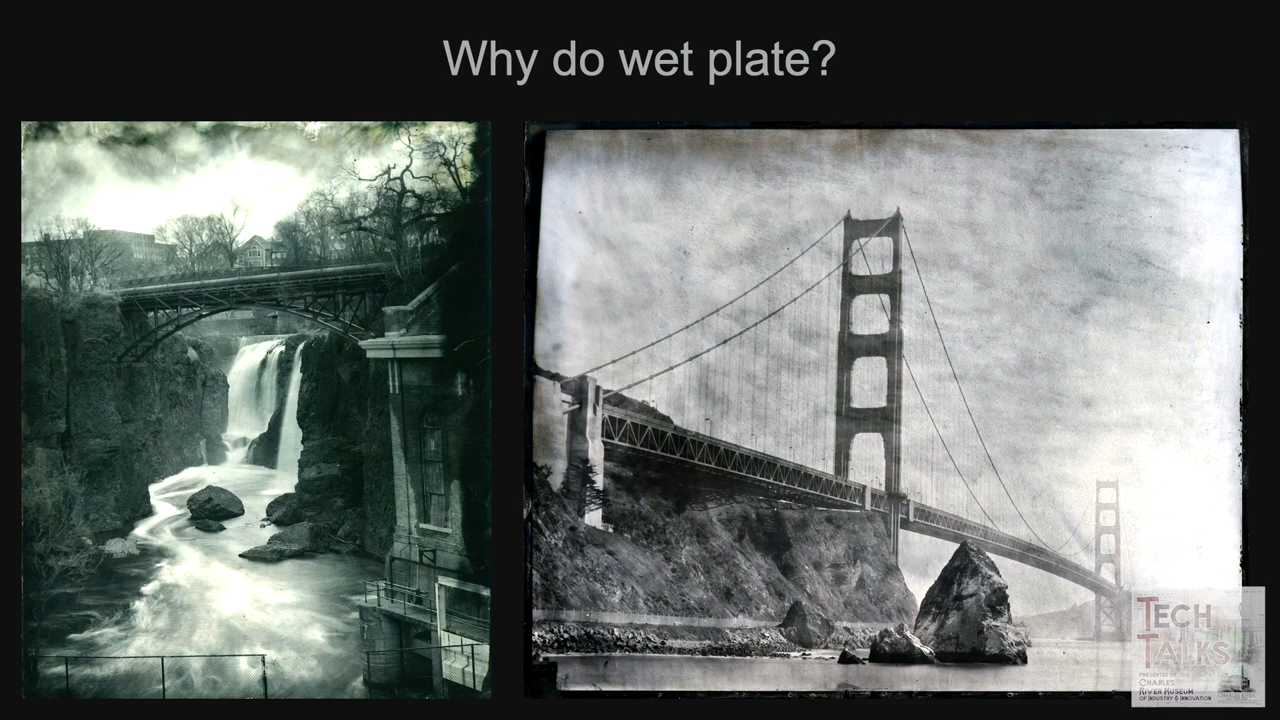 Why do wet plate?
TECH
TALKS
PRESENTED BY THE
CHARLES
RIVER MUSEUM
OF INDUSTRY & INNOVATION